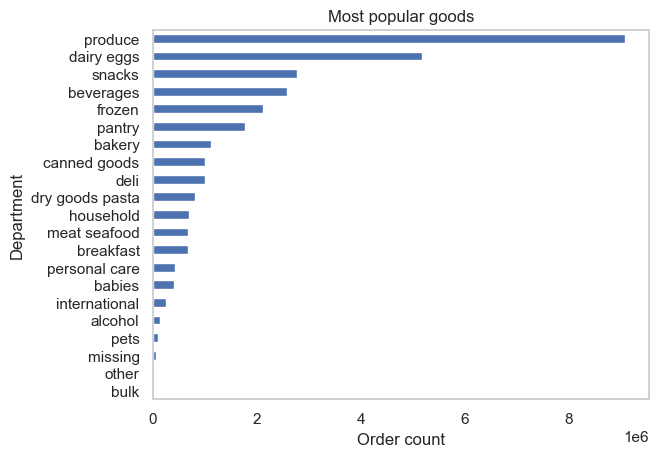 Most popular goods
Department
produce
dairy eggs
snacks
beverages
frozen
pantry
bakery
canned goods
deli
dry goods pasta
household
meat seafood
breakfast
personal care
babies
international
alcohol
pets
missing
other
bulk
0 2 4 6 8
1e6
Order count